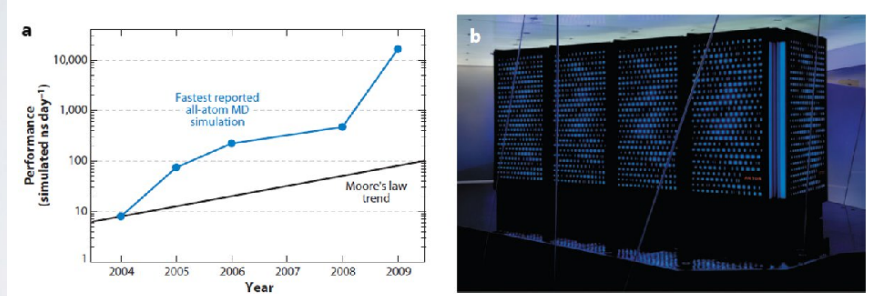 a
Performance
(simulated ns day⁻¹)
10,000
1,000
100
10
1
Fastest reported
all-atom MD
simulation
Moore's law
trend
2004 2005 2006 2007 2008 2009
Year
b